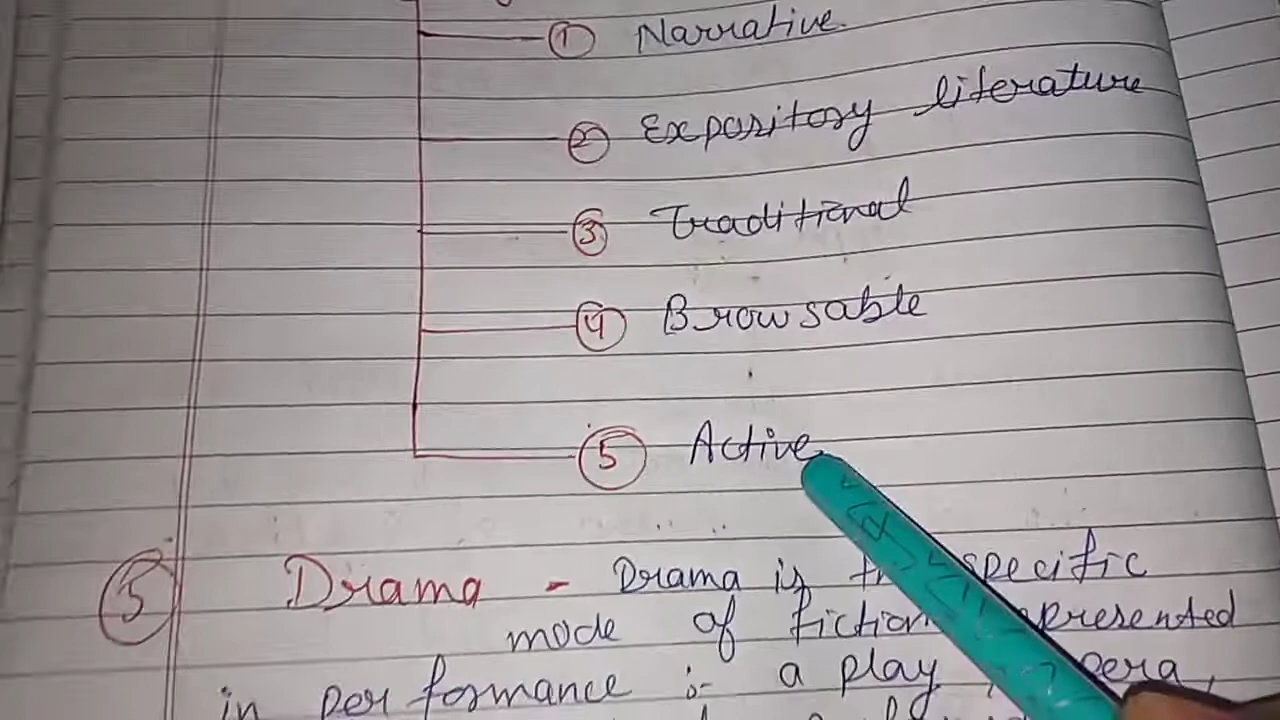 ① Narrative
② Expository literature
③ Traditional
④ Browsable
⑤ Active
⑤ Drama - Drama is specific
mode of fiction
in performance :- a play